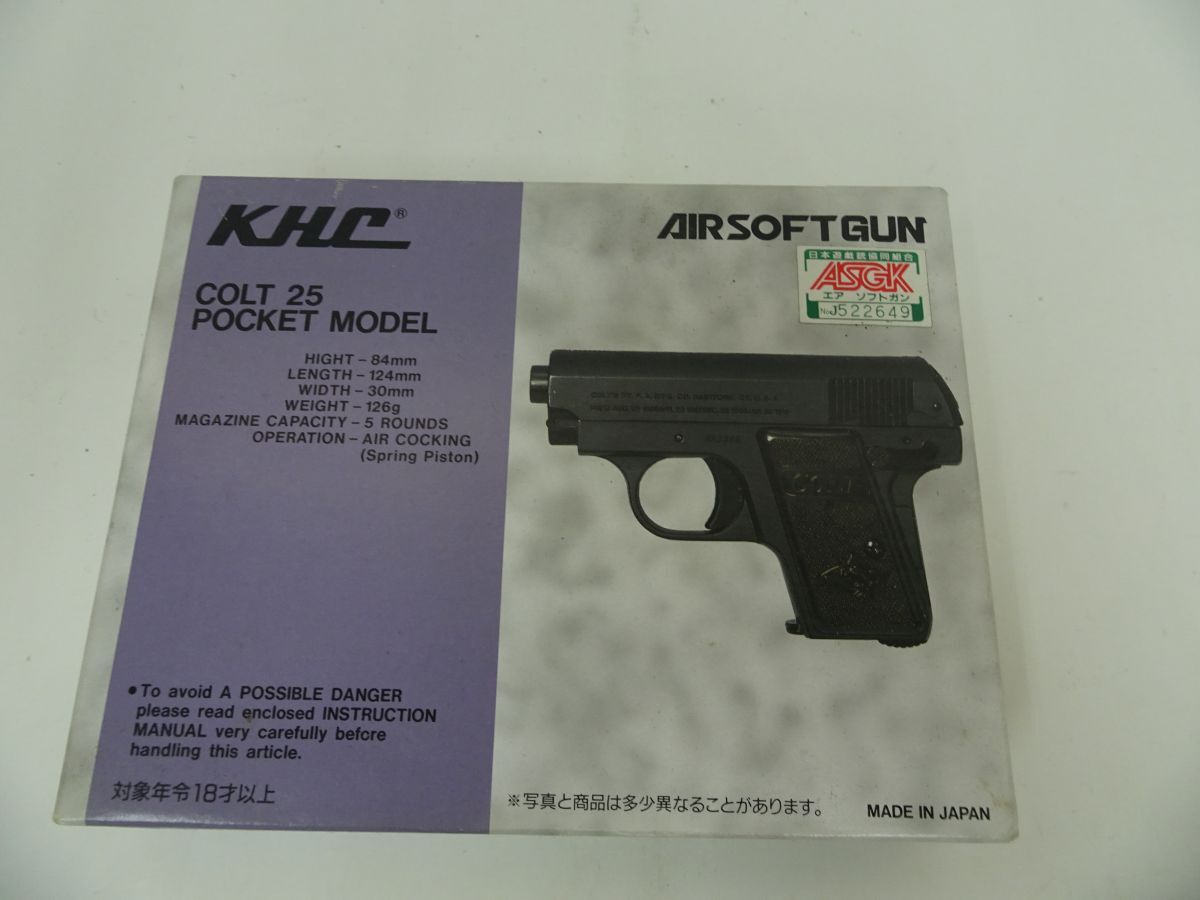 KHC®
COLT 25
POCKET MODEL
HIGHT – 84mm
LENGTH – 124mm
WIDTH – 30mm
WEIGHT – 126g
MAGAZINE CAPACITY – 5 ROUNDS
OPERATION – AIR COCKING
(Spring Piston)
•To avoid A POSSIBLE DANGER
please read enclosed INSTRUCTION
MANUAL very carefully before
handling this article.
対象年令18才以上
AIRSOFTGUN
日本遊戯銃協同組合
ASGK
エアソフトガン
No.J522649
COLT
※写真と商品は多少異なることがあります。
MADE IN JAPAN